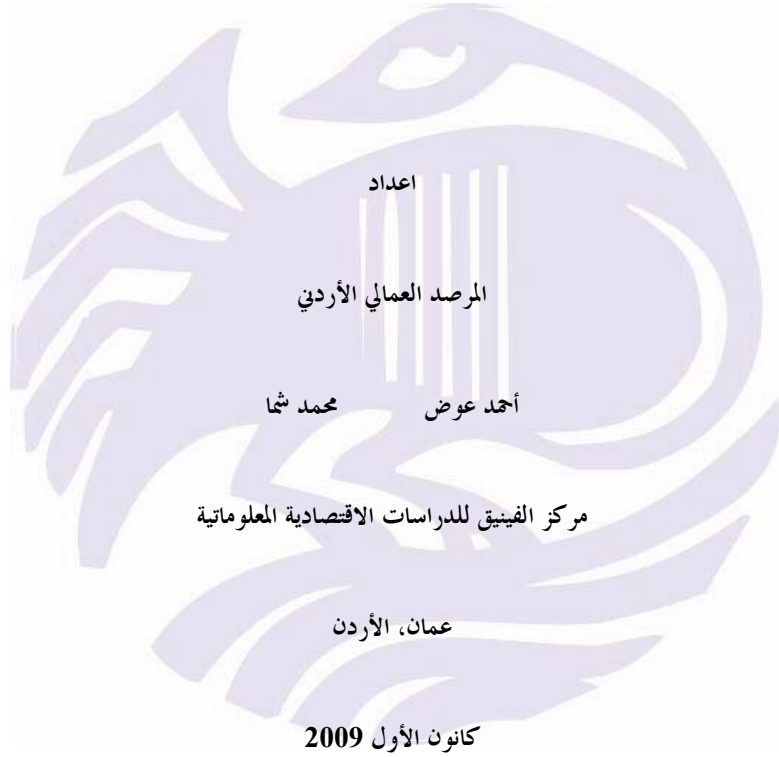 اعداد
المرصد العمالي الأردني
أحمد عوض محمد شما
مركز الفينيق للدراسات الاقتصادية المعلوماتية
عمان، الأردن
كانون الأول 2009